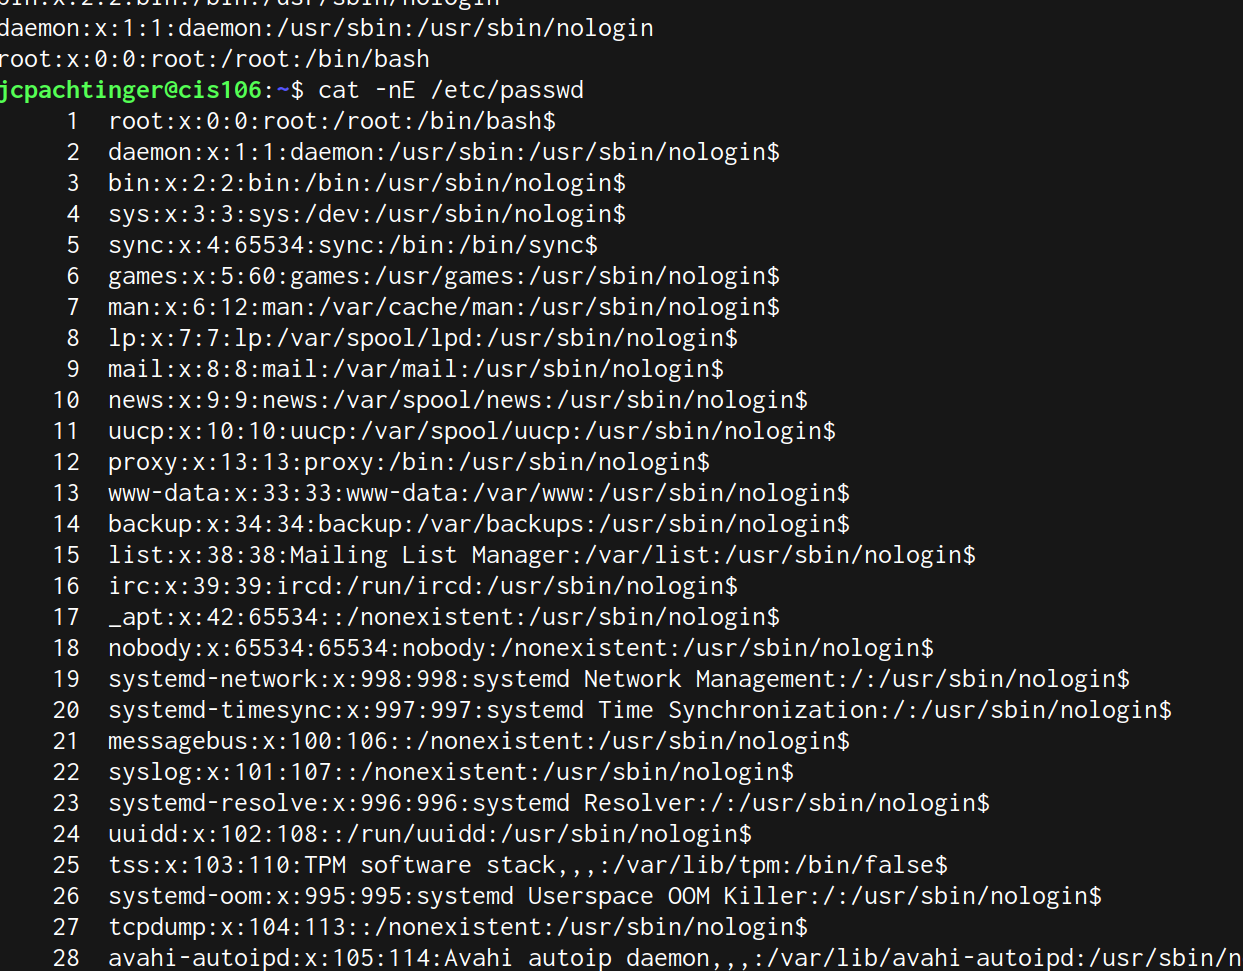 bin:x:2:2:bin:/bin:/usr/sbin/nologin
daemon:x:1:1:daemon:/usr/sbin:/usr/sbin/nologin
root:x:0:0:root:/root:/bin/bash
jcpachtinger@cis106:~$ cat -nE /etc/passwd
1 root:x:0:0:root:/root:/bin/bash$
2 daemon:x:1:1:daemon:/usr/sbin:/usr/sbin/nologin$
3 bin:x:2:2:bin:/bin:/usr/sbin/nologin$
4 sys:x:3:3:sys:/dev:/usr/sbin/nologin$
5 sync:x:4:65534:sync:/bin:/bin/sync$
6 games:x:5:60:games:/usr/games:/usr/sbin/nologin$
7 man:x:6:12:man:/var/cache/man:/usr/sbin/nologin$
8 lp:x:7:7:lp:/var/spool/lpd:/usr/sbin/nologin$
9 mail:x:8:8:mail:/var/mail:/usr/sbin/nologin$
10 news:x:9:9:news:/var/spool/news:/usr/sbin/nologin$
11 uucp:x:10:10:uucp:/var/spool/uucp:/usr/sbin/nologin$
12 proxy:x:13:13:proxy:/bin:/usr/sbin/nologin$
13 www-data:x:33:33:www-data:/var/www:/usr/sbin/nologin$
14 backup:x:34:34:backup:/var/backups:/usr/sbin/nologin$
15 list:x:38:38:Mailing List Manager:/var/list:/usr/sbin/nologin$
16 irc:x:39:39:ircd:/run/ircd:/usr/sbin/nologin$
17 _apt:x:42:65534::/nonexistent:/usr/sbin/nologin$
18 nobody:x:65534:65534:nobody:/nonexistent:/usr/sbin/nologin$
19 systemd-network:x:998:998:systemd Network Management:/:/usr/sbin/nologin$
20 systemd-timesync:x:997:997:systemd Time Synchronization:/:/usr/sbin/nologin$
21 messagebus:x:100:106::/nonexistent:/usr/sbin/nologin$
22 syslog:x:101:107::/nonexistent:/usr/sbin/nologin$
23 systemd-resolve:x:996:996:systemd Resolver:/:/usr/sbin/nologin$
24 uuidd:x:102:108::/run/uuidd:/usr/sbin/nologin$
25 tss:x:103:110:TPM software stack,,,:/var/lib/tpm:/bin/false$
26 systemd-oom:x:995:995:systemd Userspace OOM Killer:/:/usr/sbin/nologin$
27 tcpdump:x:104:113::/nonexistent:/usr/sbin/nologin$
28 avahi-autoipd:x:105:114:Avahi autoip daemon,,,:/var/lib/avahi-autoipd:/usr/sbin/n